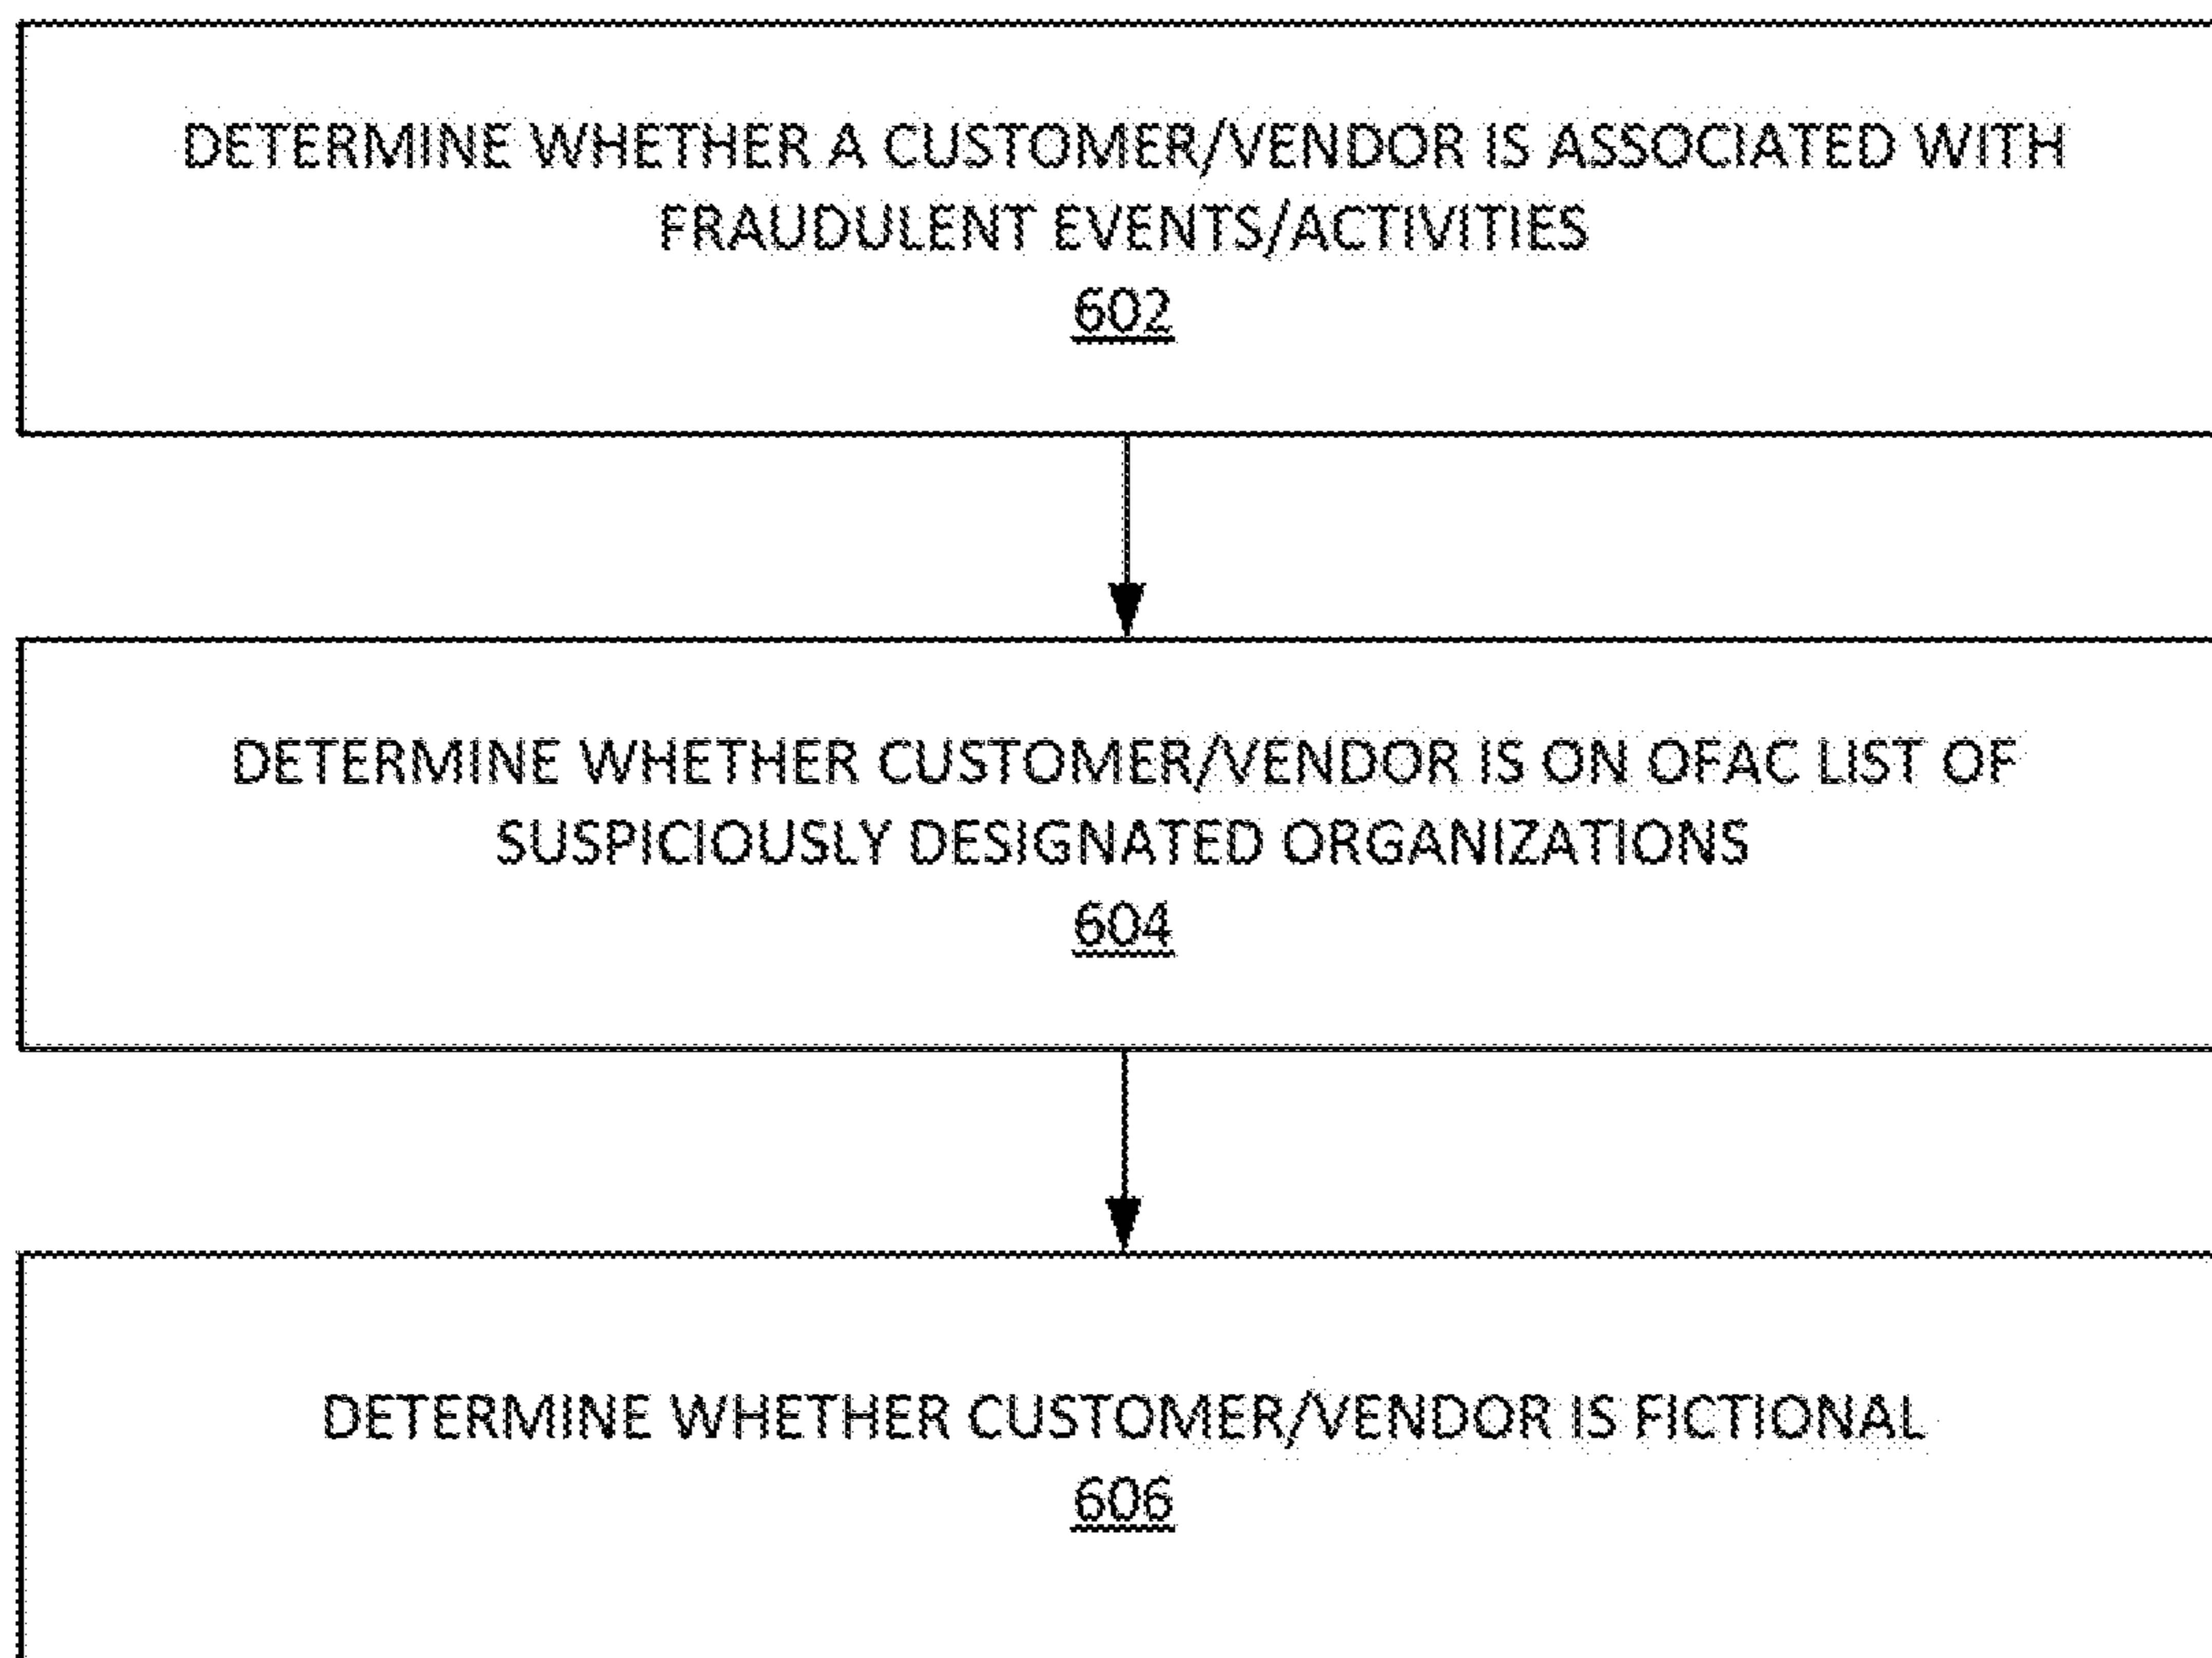 DETERMINE WHETHER A CUSTOMER/VENDOR IS ASSOCIATED WITH
FRAUDULENT EVENTS/ACTIVITIES
602
DETERMINE WHETHER CUSTOMER/VENDOR IS ON OFAC LIST OF
SUSPICIOUSLY DESIGNATED ORGANIZATIONS
604
DETERMINE WHETHER CUSTOMER/VENDOR IS FICTIONAL
606